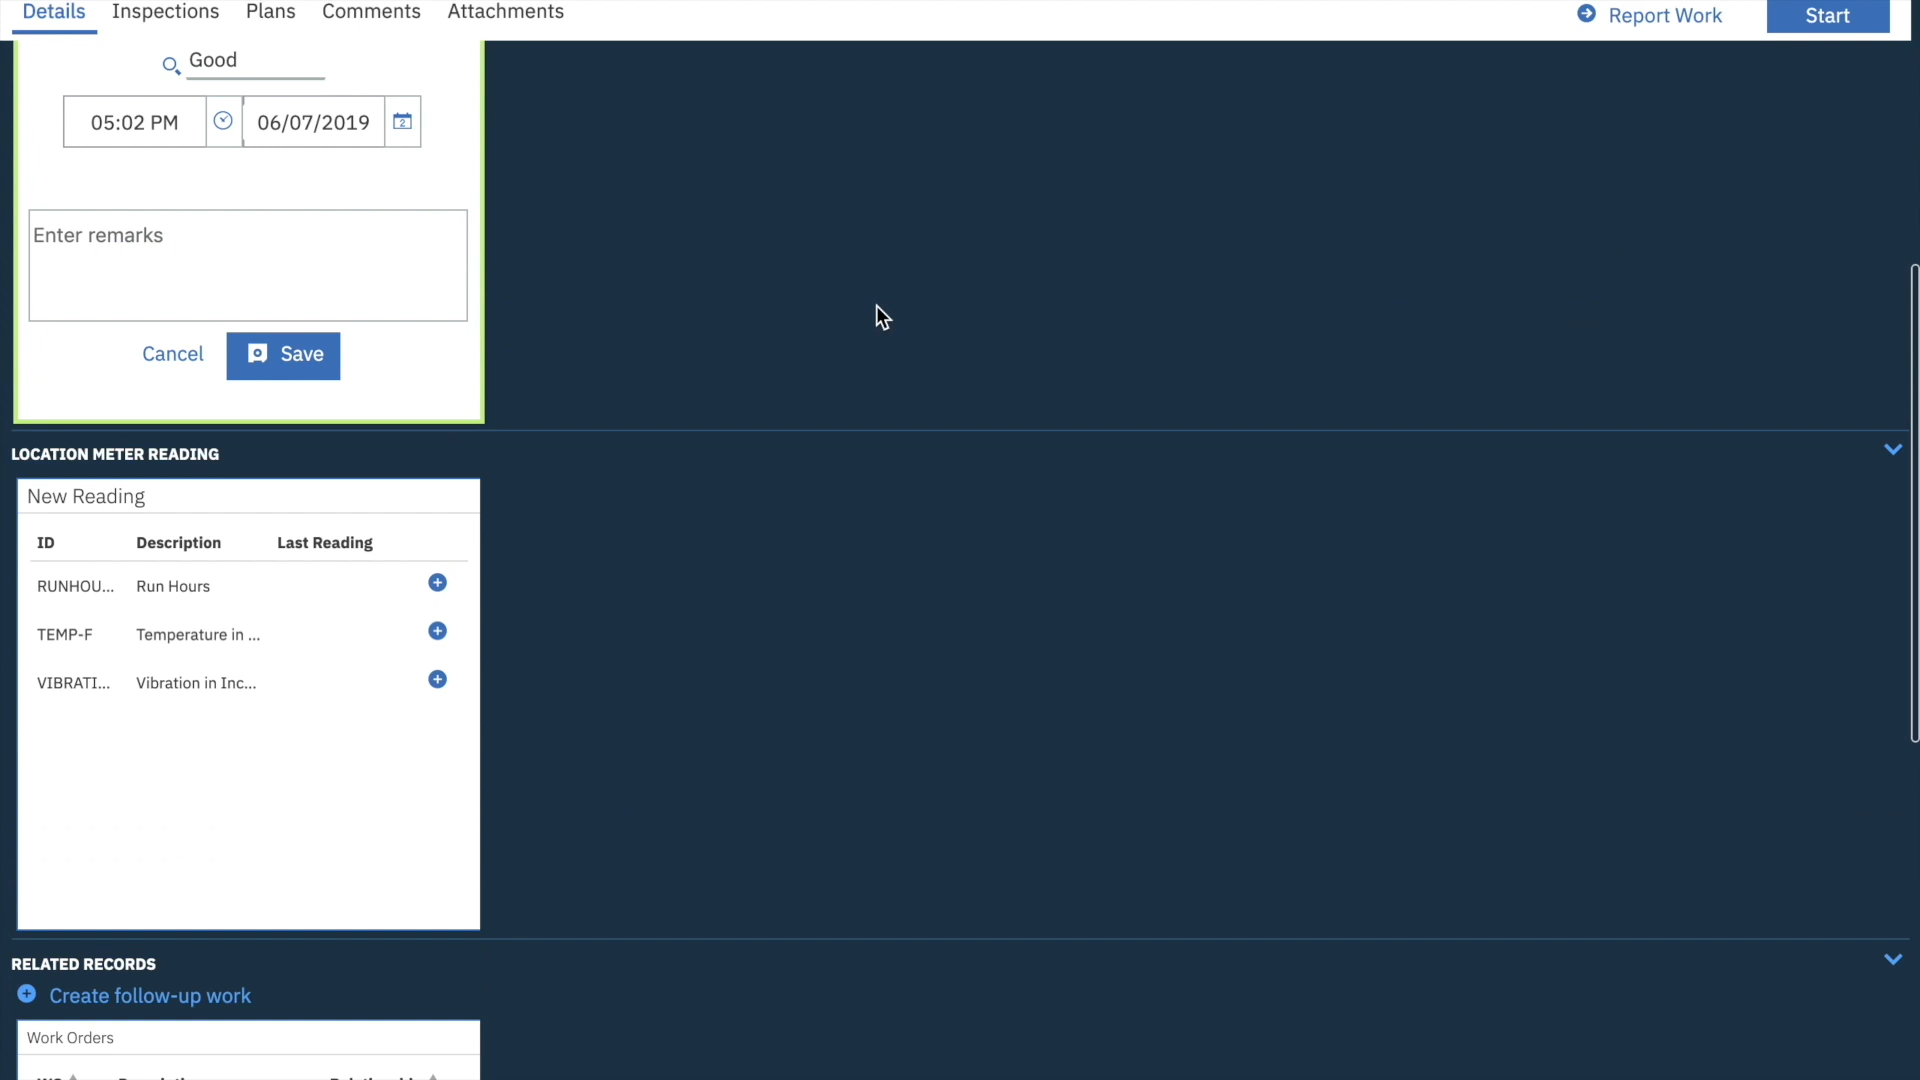 Details Inspections Plans Comments Attachments Report Work Start
Good
05:02 PM 06/07/2019
Enter remarks
Cancel Save
LOCATION METER READING
New Reading
ID Description Last Reading
RUNHOU... Run Hours
TEMP-F Temperature in ...
VIBRATI... Vibration in Inc...
RELATED RECORDS
Create follow-up work
Work Orders